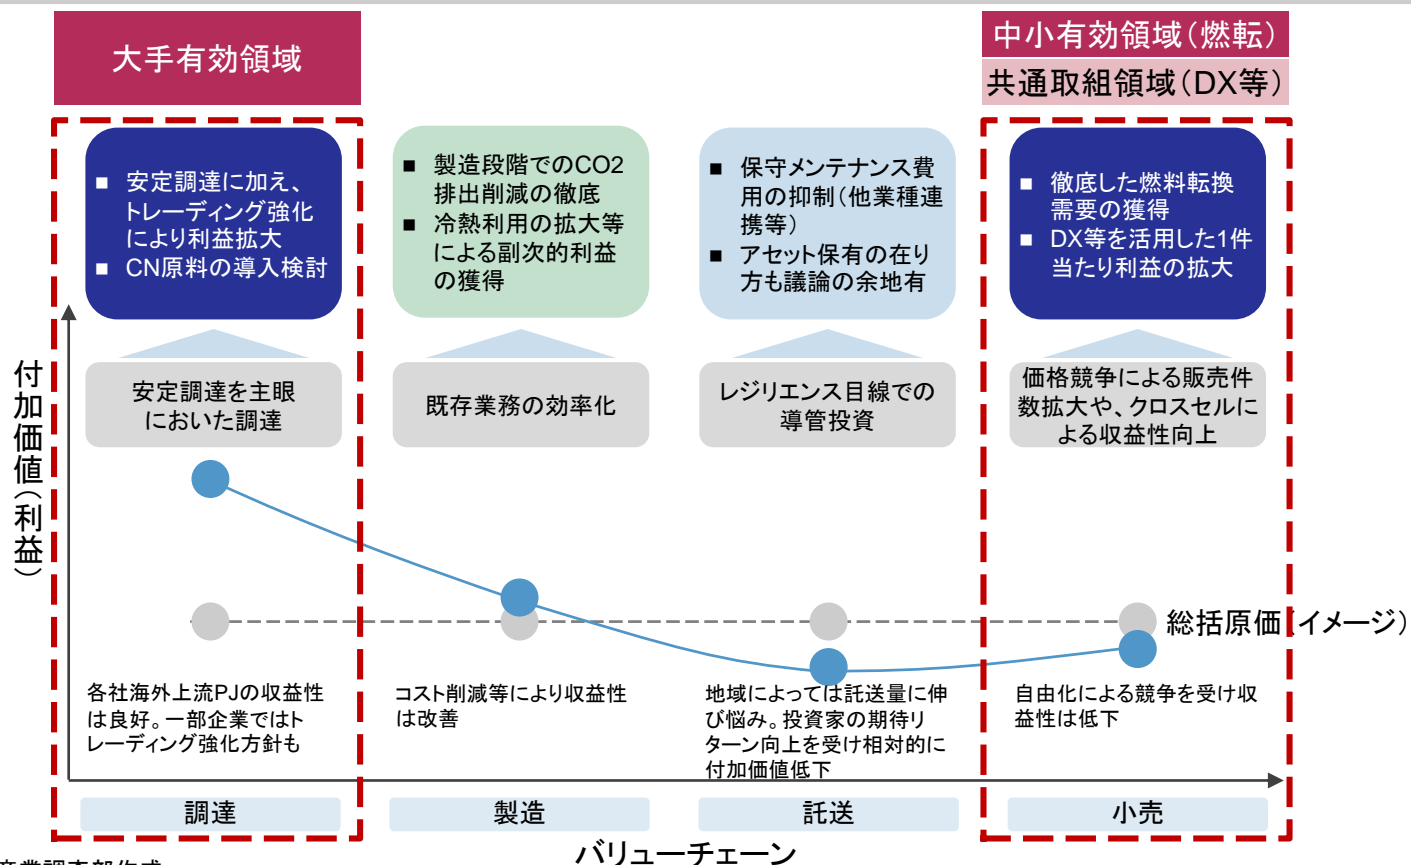 大手有効領域
中小有効領域（燃転）
共通取組領域（DX等）
■ 安定調達に加え、
トレーディング強化
により利益拡大
■ CN原料の導入検討
■ 製造段階でのCO2
排出削減の徹底
■ 冷熱利用の拡大等
による副次的利益
の獲得
■ 保守メンテナンス費
用の抑制（他業種連
携等）
■ アセット保有の在り
方も議論の余地有
■ 徹底した燃料転換
需要の獲得
■ DX等を活用した1件
当たり利益の拡大
付加価値（利益）
安定調達を主眼
においた調達
既存業務の効率化
レジリエンス目線での
導管投資
価格競争による販売件
数拡大や、クロスセルに
よる収益性向上
総括原価（イメージ）
各社海外上流PJの収益性
は良好。一部企業ではト
レーディング強化方針も
コスト削減等により収益性
は改善
地域によっては託送量に伸
び悩み。投資家の期待リ
ターン向上を受け相対的に
付加価値低下
自由化による競争を受け収
益性は低下
調達
製造
託送
小売
バリューチェーン